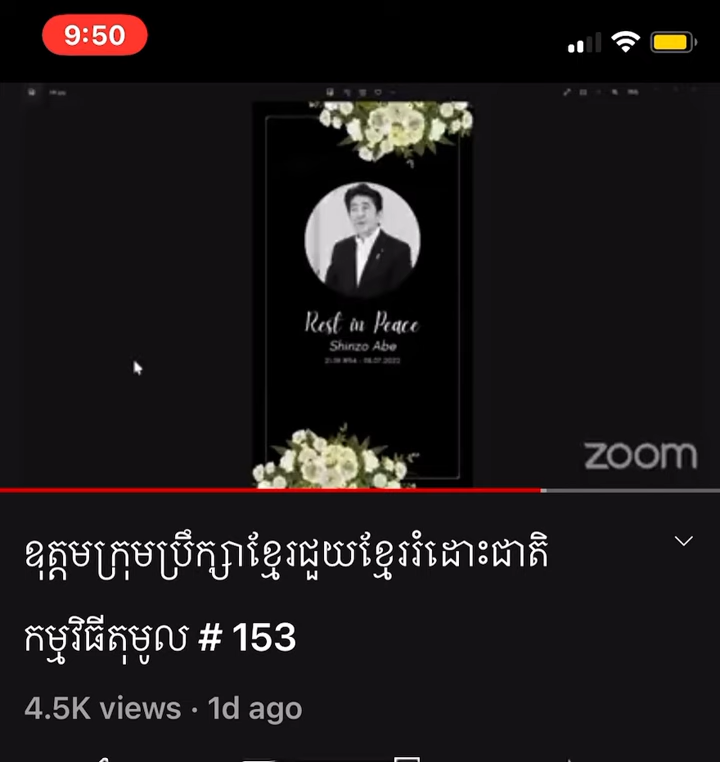 9:50
Rest in Peace
Shinzo Abe
zoom
ឧត្តមក្រុមប្រឹក្សាខ្មែរជួយខ្មែររំដោះជាតិ
កម្មវិធីតុមូល # 153
4.5K views · 1d ago